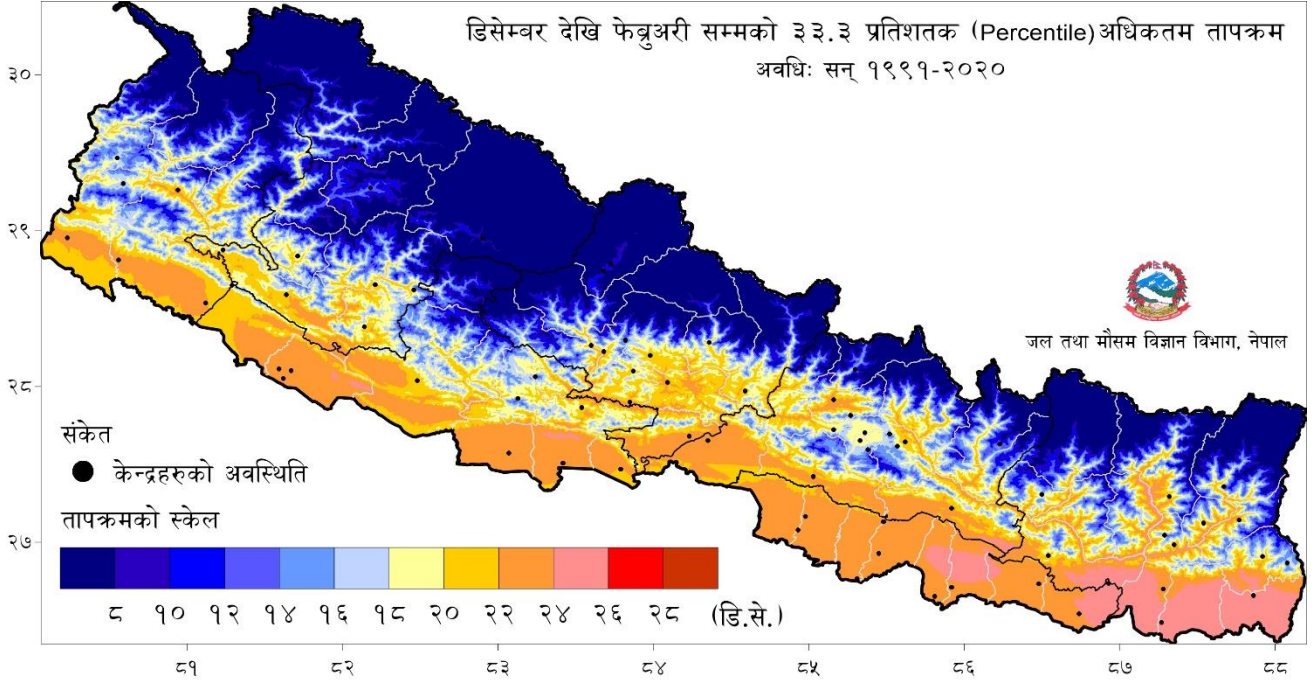 डिसेम्बर देखि फेब्रुअरी सम्मको ३३.३ प्रतिशतक (Percentile) अधिकतम तापक्रम
अवधिः सन् १९९१-२०२०
३०
२९
२८
२७
जल तथा मौसम विज्ञान विभाग, नेपाल
संकेत
केन्द्रहरुको अवस्थिति
तापक्रमको स्केल
८ १० १२ १४ १६ १८ २० २२ २४ २६ २८ (डि.से.)
८१ ८२ ८३ ८४ ८५ ८६ ८७ ८८